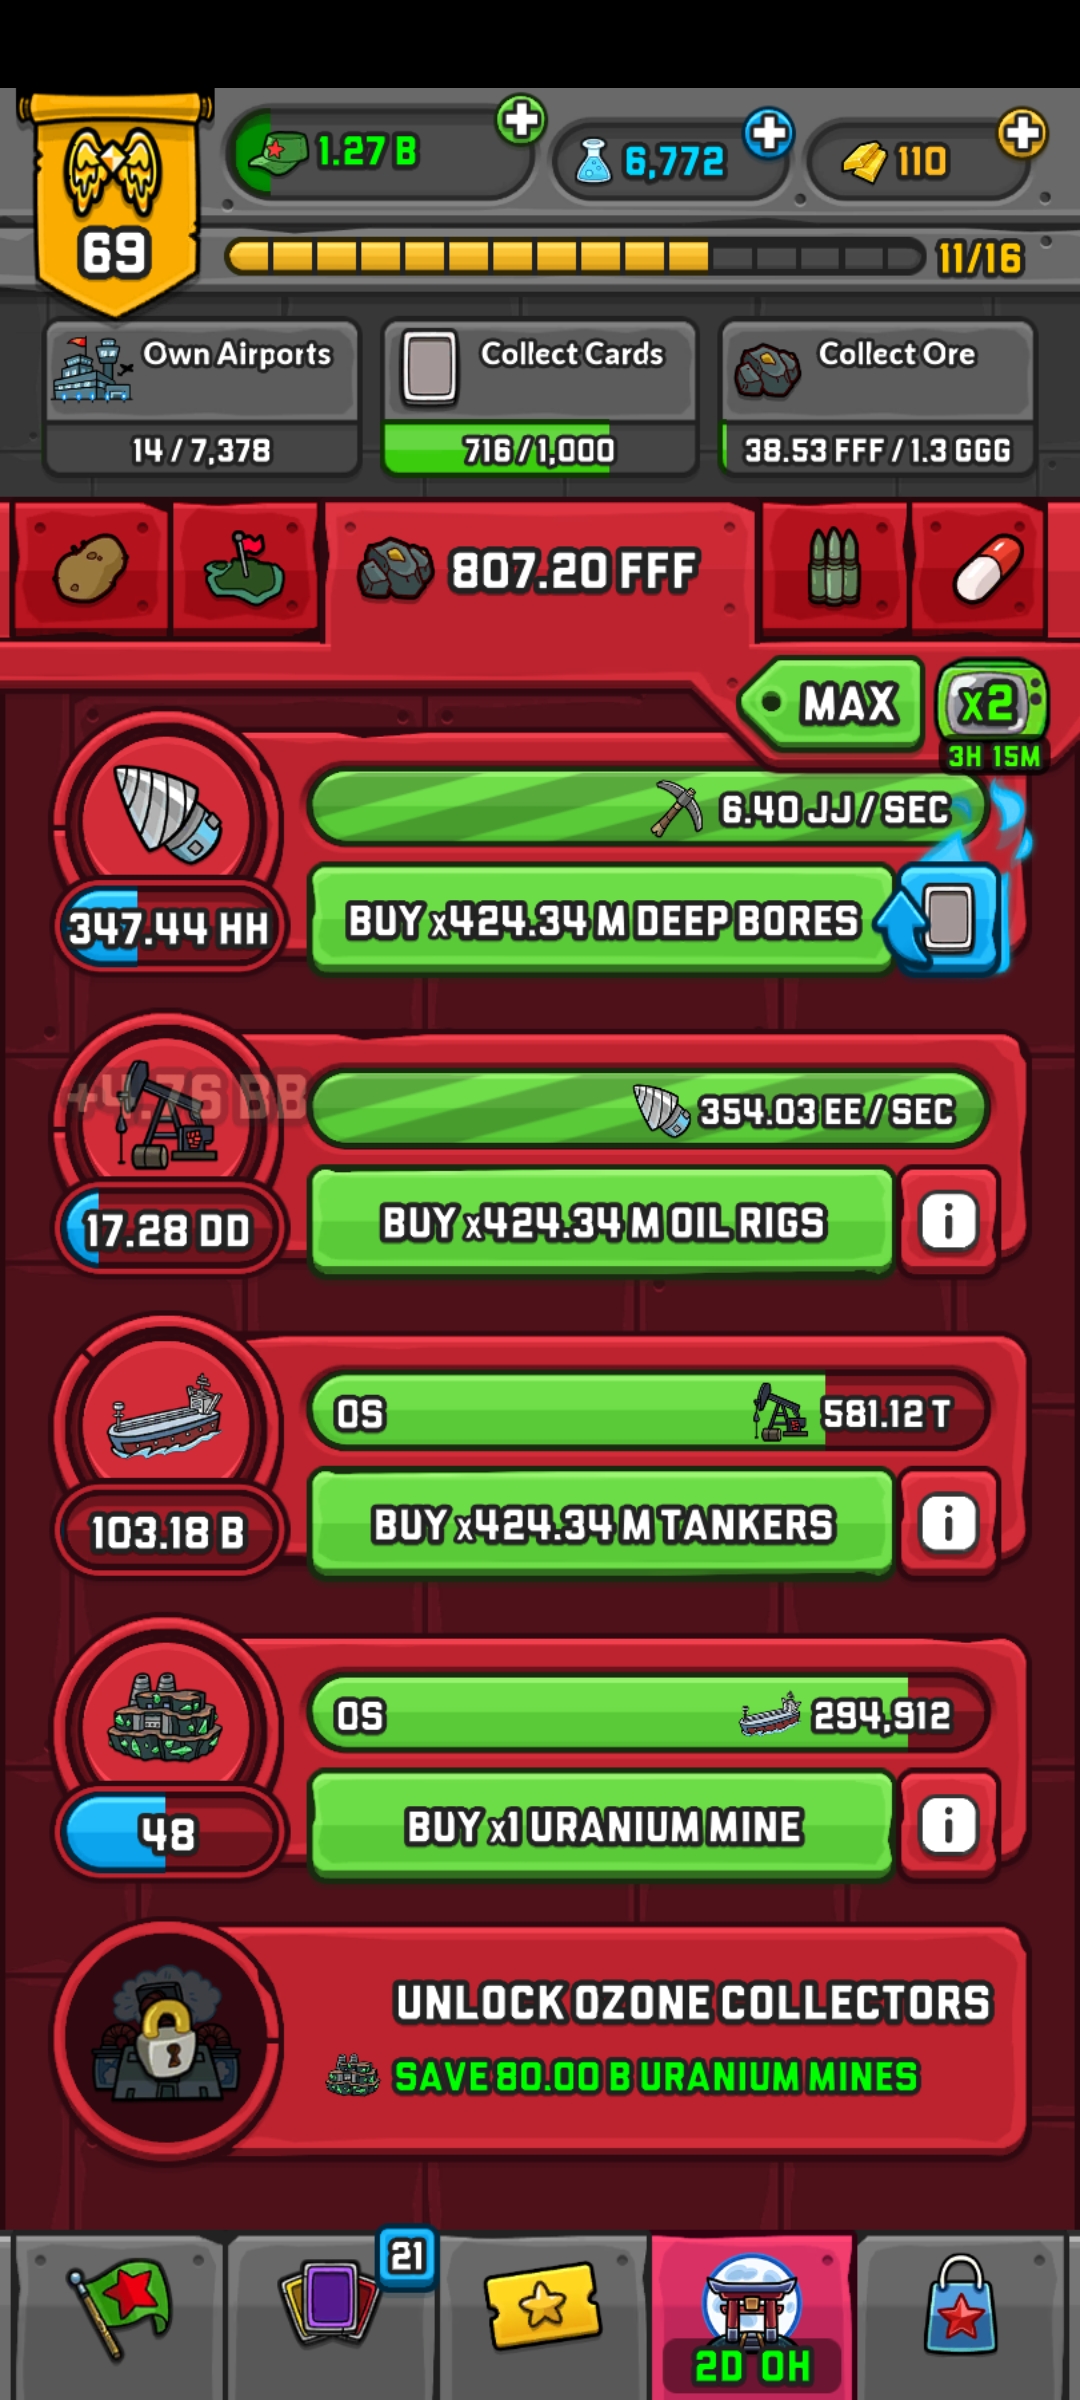 1.27 B
6,772
110
69
11/16
Own Airports
Collect Cards
Collect Ore
14 / 7,378
716 / 1,000
38.53 FFF / 1.3 GGG
807.20 FFF
MAX
x2
3H 15M
6.40 JJ / SEC
347.44 HH
BUY x424.34 M DEEP BORES
+4.75 BB
354.03 EE / SEC
17.28 DD
BUY x424.34 M OIL RIGS
i
0S
581.12 T
103.18 B
BUY x424.34 M TANKERS
i
0S
294,912
48
BUY x1 URANIUM MINE
i
UNLOCK OZONE COLLECTORS
SAVE 80.00 B URANIUM MINES
21
2D 0H